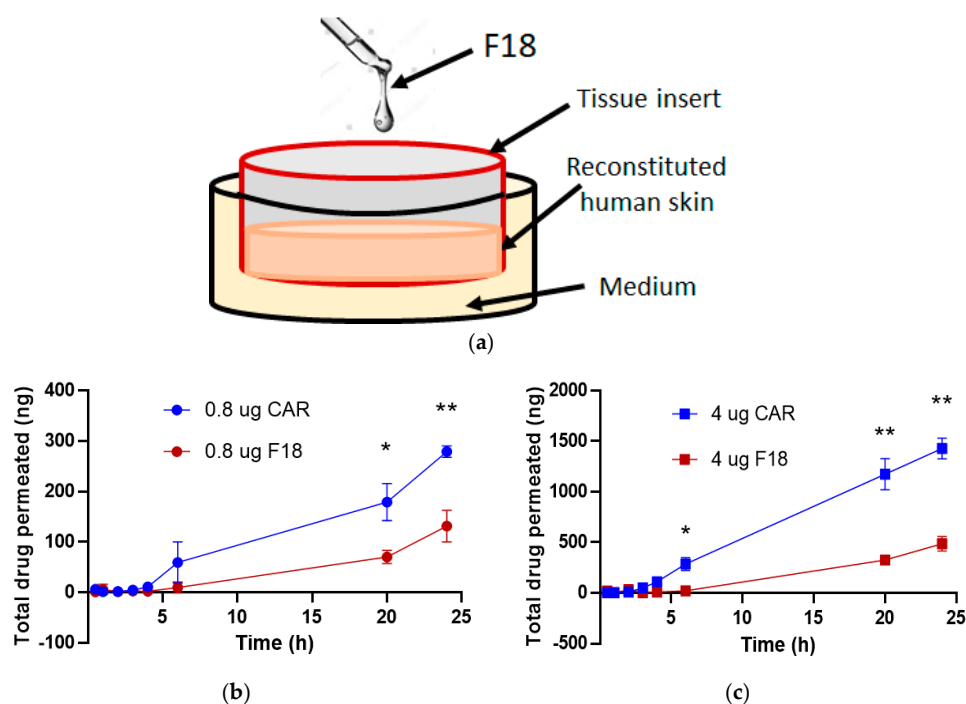 F18
Tissue insert
Reconstituted
human skin
Medium
(a)
Total drug permeated (ng)
400
300
200
100
0
-100
0.8 ug CAR
0.8 ug F18
*
**
5
10
15
20
25
Time (h)
(b)
Total drug permeated (ng)
2000
1500
1000
500
0
-500
4 ug CAR
4 ug F18
*
**
**
5
10
15
20
25
Time (h)
(c)